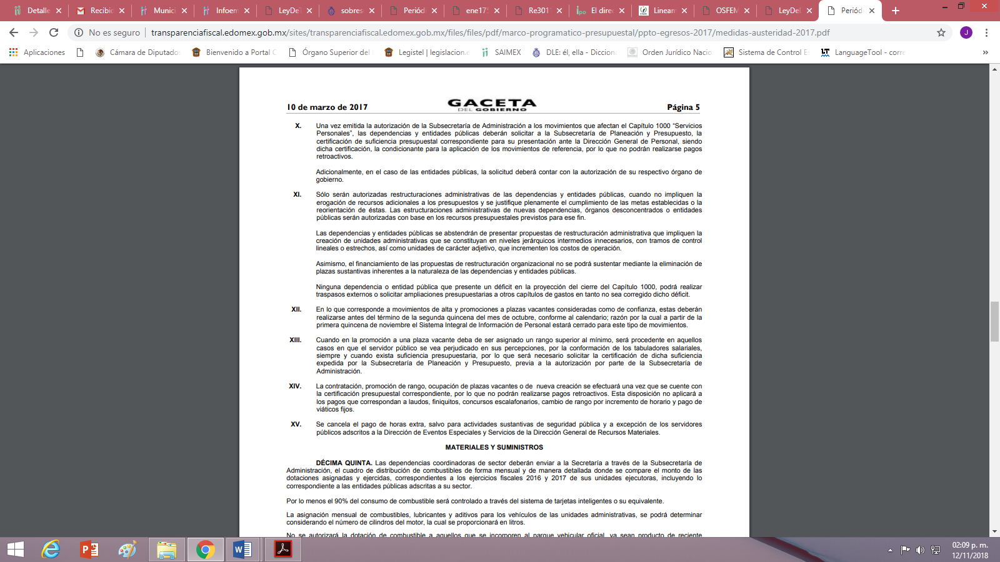 Detalle
Recibid
Munici
Infoem
LeyDeT
sobrese
Periódi
ene175
Re3011
El direc
Lineam
OSFEM
LeyDel
Periódi
No es seguro | transparenciafiscal.edomex.gob.mx/sites/transparenciafiscal.edomex.gob.mx/files/files/pdf/marco-programatico-presupuestal/ppto-egresos-2017/medidas-austeridad-2017.pdf
J
Aplicaciones
Cámara de Diputados
Bienvenido a Portal C
Órgano Superior del
Legistel | legislacion.e
SAIMEX
DLE: él, ella - Diccion
Orden Jurídico Nacio
Sistema de Control E
LanguageTool - corre
10 de marzo de 2017
GACETA
DEL GOBIERNO
Página 5
X. Una vez emitida la autorización de la Subsecretaría de Administración a los movimientos que afectan el Capítulo 1000 “Servicios
Personales”, las dependencias y entidades públicas deberán solicitar a la Subsecretaría de Planeación y Presupuesto, la
certificación de suficiencia presupuestal correspondiente para su presentación ante la Dirección General de Personal, siendo
dicha certificación, la condicionante para la aplicación de los movimientos de referencia, por lo que no podrán realizarse pagos
retroactivos.
Adicionalmente, en el caso de las entidades públicas, la solicitud deberá contar con la autorización de su respectivo órgano de
gobierno.
XI. Sólo serán autorizadas restructuraciones administrativas de las dependencias y entidades públicas, cuando no impliquen la
erogación de recursos adicionales a los presupuestos y se justifique plenamente el cumplimiento de las metas establecidas o la
reorientación de éstas. Las estructuraciones administrativas de nuevas dependencias, órganos desconcentrados o entidades
públicas serán autorizadas con base en los recursos presupuestales previstos para ese fin.
Las dependencias y entidades públicas se abstendrán de presentar propuestas de restructuración administrativa que impliquen la
creación de unidades administrativas que se constituyan en niveles jerárquicos intermedios innecesarios, con tramos de control
lineales o estrechos, así como unidades de carácter adjetivo, que incrementen los costos de operación.
Asimismo, el financiamiento de las propuestas de restructuración organizacional no se podrá sustentar mediante la eliminación de
plazas sustantivas inherentes a la naturaleza de las dependencias y entidades públicas.
Ninguna dependencia o entidad pública que presente un déficit en la proyección del cierre del Capítulo 1000, podrá realizar
traspasos externos o solicitar ampliaciones presupuestarias a otros capítulos de gastos en tanto no sea corregido dicho déficit.
XII. En lo que corresponde a movimientos de alta y promociones a plazas vacantes consideradas como de confianza, estas deberán
realizarse antes del término de la segunda quincena del mes de octubre, conforme al calendario; razón por la cual a partir de la
primera quincena de noviembre el Sistema Integral de Información de Personal estará cerrado para este tipo de movimientos.
XIII. Cuando en la promoción a una plaza vacante deba de ser asignado un rango superior al mínimo, será procedente en aquellos
casos en que el servidor público se vea perjudicado en sus percepciones, por la conformación de los tabuladores salariales,
siempre y cuando exista suficiencia presupuestaria, por lo que será necesario solicitar la certificación de dicha suficiencia
expedida por la Subsecretaría de Planeación y Presupuesto, previa a la autorización por parte de la Subsecretaría de
Administración.
XIV. La contratación, promoción de rango, ocupación de plazas vacantes o de nueva creación se efectuará una vez que se cuente con
la certificación presupuestal correspondiente, por lo que no podrán realizarse pagos retroactivos. Esta disposición no aplicará a
los pagos que correspondan a laudos, finiquitos, concursos escalafonarios, cambio de rango por incremento de horario y pago de
viáticos fijos.
XV. Se cancela el pago de horas extra, salvo para actividades sustantivas de seguridad pública y a excepción de los servidores
públicos adscritos a la Dirección de Eventos Especiales y Servicios de la Dirección General de Recursos Materiales.
MATERIALES Y SUMINISTROS
DÉCIMA QUINTA. Las dependencias coordinadoras de sector deberán enviar a la Secretaría a través de la Subsecretaría de
Administración, el cuadro de distribución de combustibles de forma mensual y de manera detallada donde se compare el monto de las
dotaciones asignadas y ejercidas, correspondientes a los ejercicios fiscales 2016 y 2017 de sus unidades ejecutoras, incluyendo lo
correspondiente a las entidades públicas adscritas a su sector.
Por lo menos el 90% del consumo de combustible será controlado a través del sistema de tarjetas inteligentes o su equivalente.
La asignación mensual de combustibles, lubricantes y aditivos para los vehículos de las unidades administrativas, se podrá determinar
considerando el número de cilindros del motor, la cual se proporcionará en litros.
No se autorizará la dotación de combustible a aquellos que se incorporen al parque vehicular oficial, ya sean producto de reciente
02:09 p. m.
12/11/2018